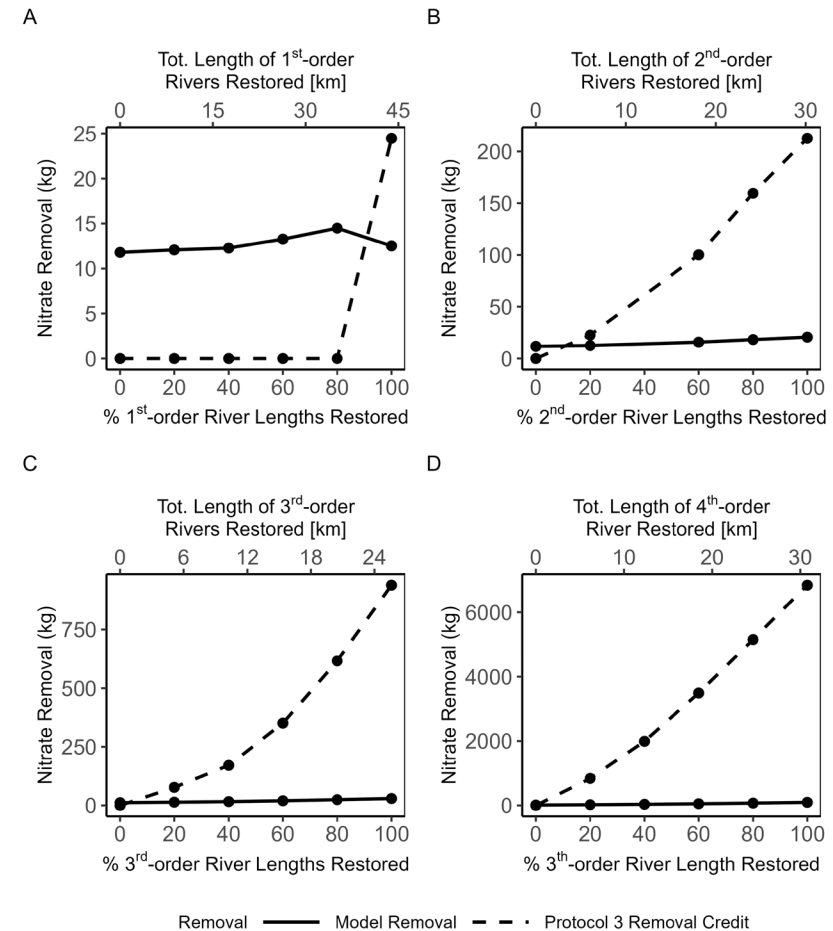 A
Tot. Length of 1st-order
Rivers Restored [km]
0 15 30 45
Nitrate Removal (kg)
25
20
15
10
5
0
0 20 40 60 80 100
% 1st-order River Lengths Restored
B
Tot. Length of 2nd-order
Rivers Restored [km]
0 10 20 30
Nitrate Removal (kg)
200
150
100
50
0
0 20 40 60 80 100
% 2nd-order River Lengths Restored
C
Tot. Length of 3rd-order
Rivers Restored [km]
0 6 12 18 24
Nitrate Removal (kg)
750
500
250
0
0 20 40 60 80 100
% 3rd-order River Lengths Restored
D
Tot. Length of 4th-order
River Restored [km]
0 10 20 30
Nitrate Removal (kg)
6000
4000
2000
0
0 20 40 60 80 100
% 3th-order River Length Restored
Removal Model Removal Protocol 3 Removal Credit